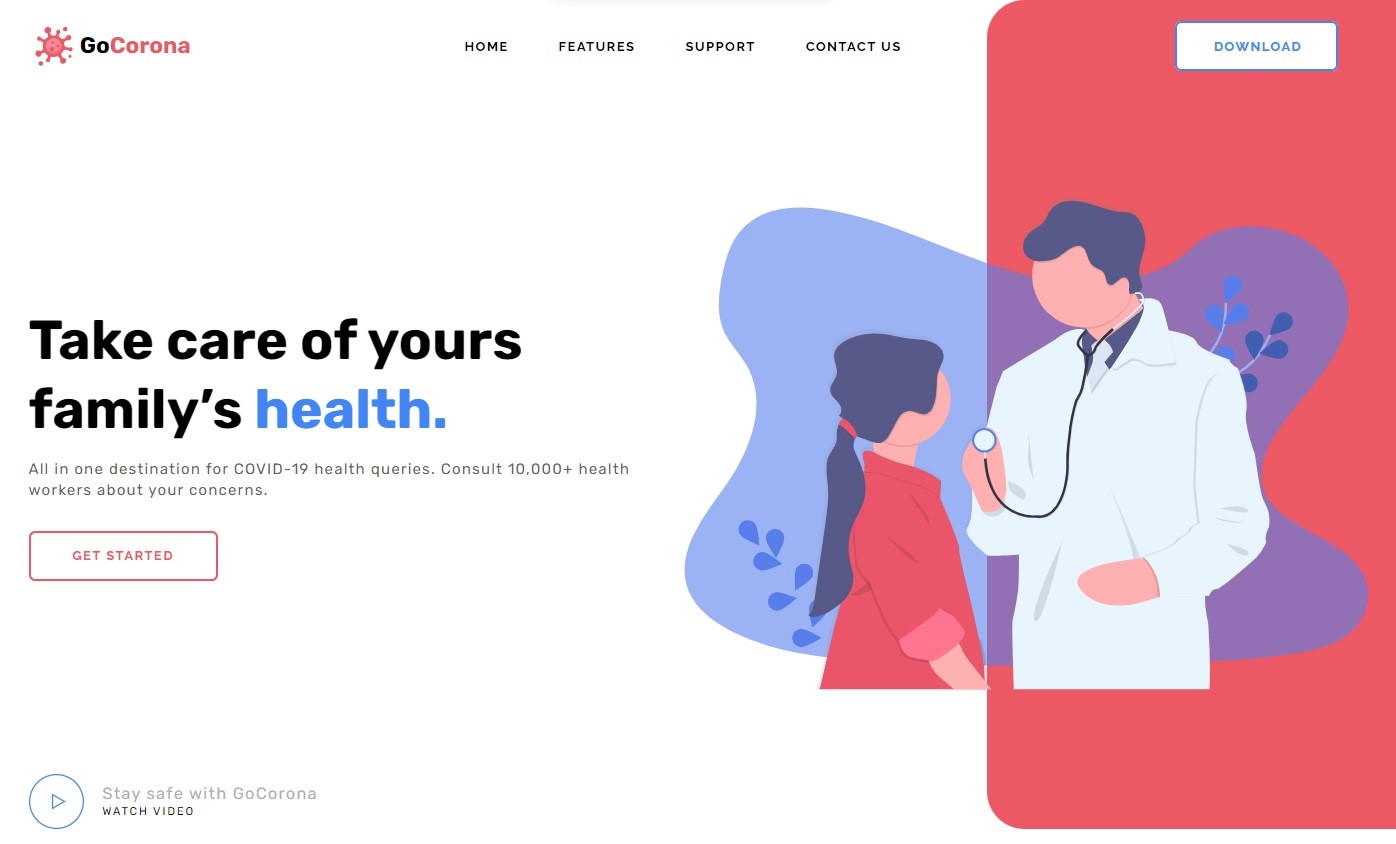 GoCorona
HOME
FEATURES
SUPPORT
CONTACT US
DOWNLOAD
Take care of yours
family’s health.
All in one destination for COVID-19 health queries. Consult 10,000+ health
workers about your concerns.
GET STARTED
Stay safe with GoCorona
WATCH VIDEO